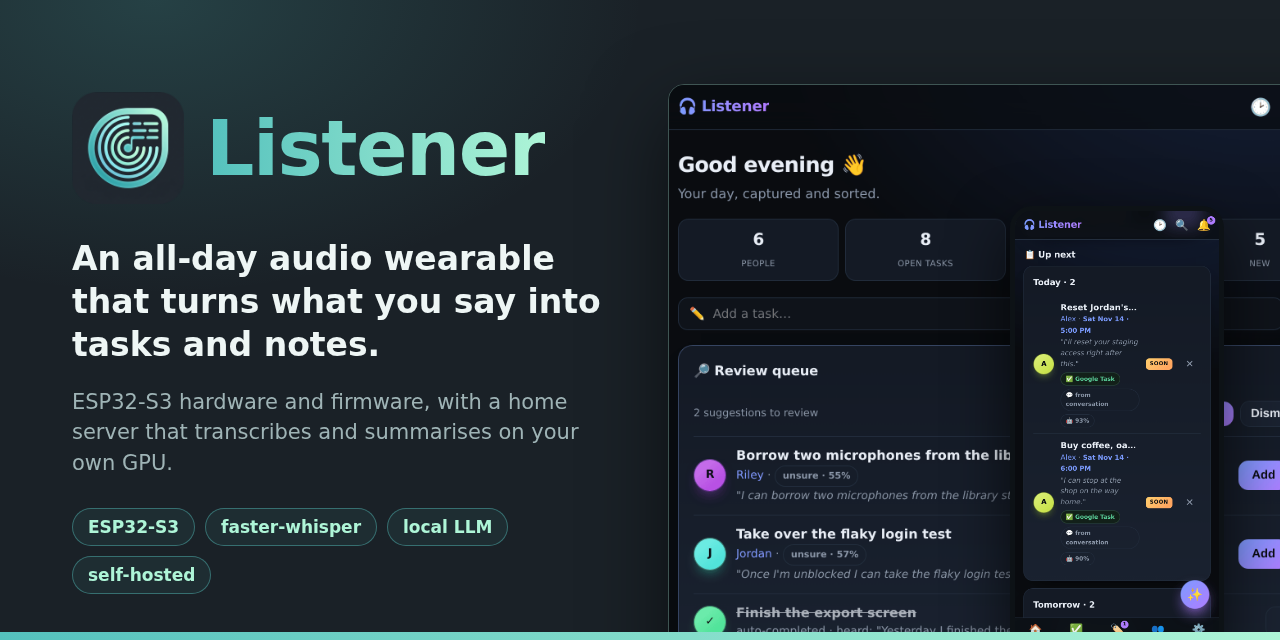 Listener
An all-day audio wearable
that turns what you say into
tasks and notes.
ESP32-S3 hardware and firmware, with a home
server that transcribes and summarises on your
own GPU.
ESP32-S3
faster-whisper
local LLM
self-hosted
🎧 Listener
Good evening 👋
Your day, captured and sorted.
6
PEOPLE
8
OPEN TASKS
5
NEW
✏️ Add a task...
🔎 Review queue
2 suggestions to review
Dism
R
Borrow two microphones from the lib
Riley · unsure · 55%
"I can borrow two microphones from the library st
Add
J
Take over the flaky login test
Jordan · unsure · 57%
"Once I'm unblocked I can take the flaky login tes
Add
✓
Finish the export screen
auto-completed · heard: "Yesterday I finished the
🎧 Listener
📋 Up next
Today · 2
A
Reset Jordan's…
Alex · Sat Nov 14 ·
5:00 PM
"I'll reset your staging
access right after
this."
✅ Google Task
💬 from
conversation
🤖 93%
SOON
✕
A
Buy coffee, oa…
Alex · Sat Nov 14 ·
6:00 PM
"I can stop at the
shop on the way
home."
✅ Google Task
💬 from
conversation
🤖 90%
SOON
✕
Tomorrow · 2